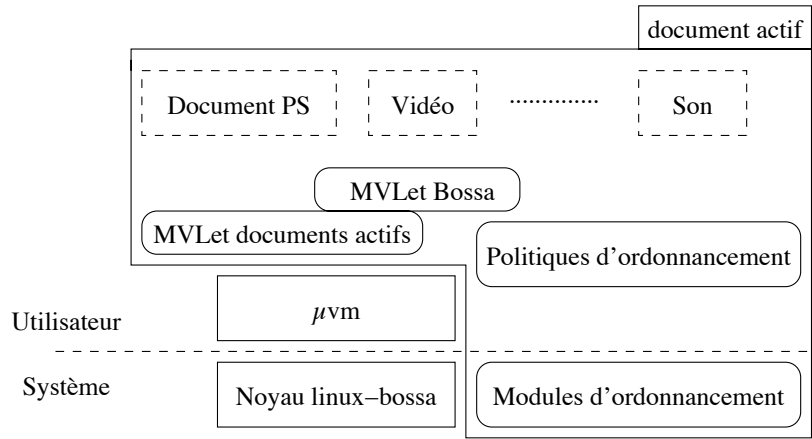 document actif
Document PS
Vidéo
..............
Son
MVLet Bossa
MVLet documents actifs
Politiques d'ordonnancement
µvm
Utilisateur
Système
Noyau linux−bossa
Modules d'ordonnancement